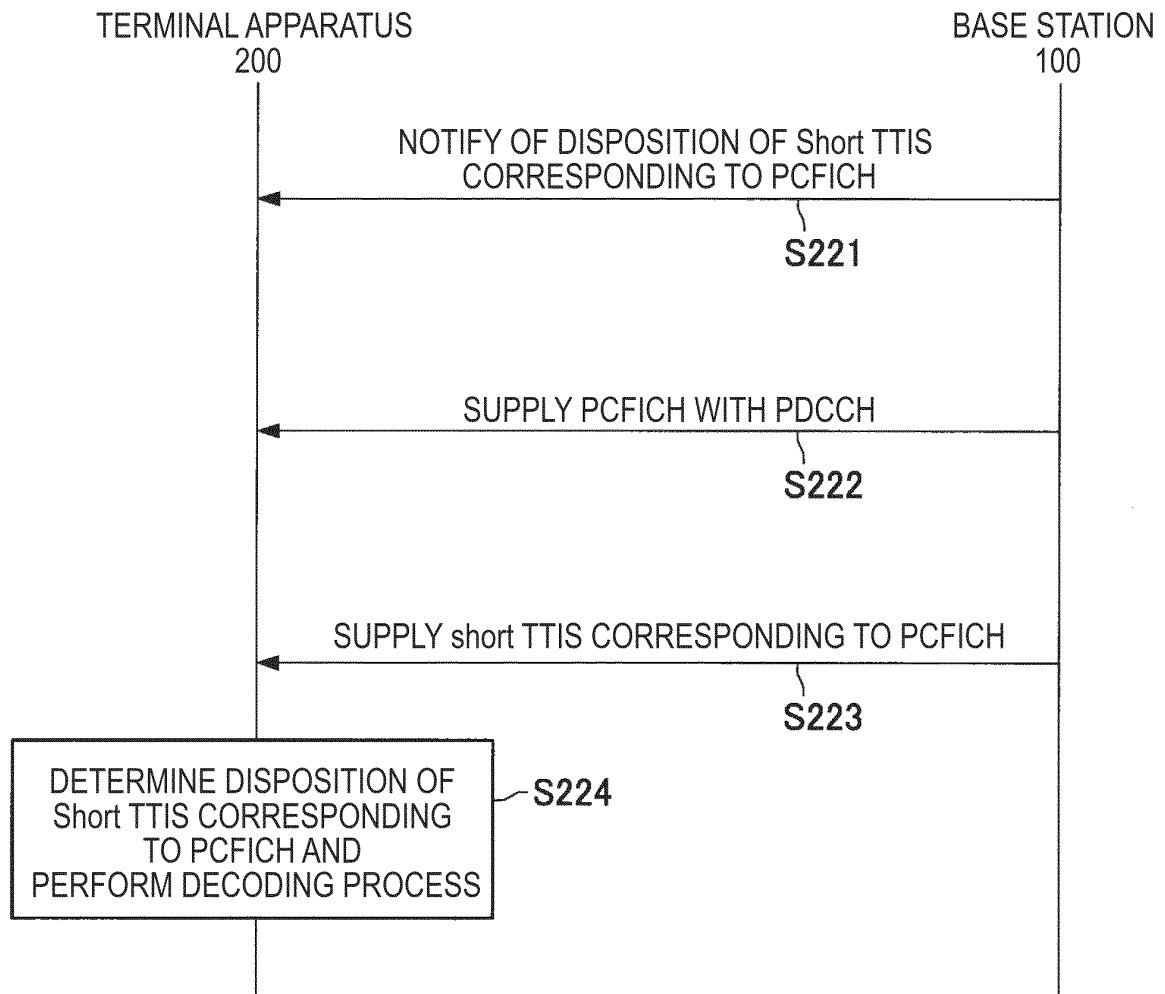 TERMINAL APPARATUS
200
BASE STATION
100
NOTIFY OF DISPOSITION OF Short TTIS
CORRESPONDING TO PCFICH
S221
SUPPLY PCFICH WITH PDCCH
S222
SUPPLY short TTIS CORRESPONDING TO PCFICH
S223
DETERMINE DISPOSITION OF
Short TTIS CORRESPONDING
TO PCFICH AND
PERFORM DECODING PROCESS
S224